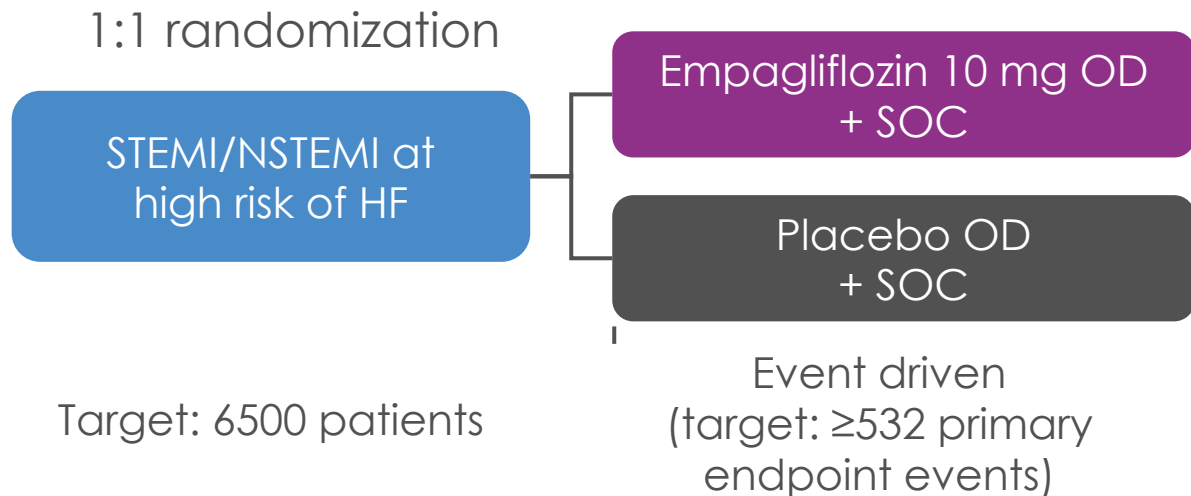 1:1 randomization
STEMI/NSTEMI at
high risk of HF
Empagliflozin 10 mg OD
+ SOC
Placebo OD
+ SOC
Target: 6500 patients
Event driven
(target: ≥532 primary
endpoint events)